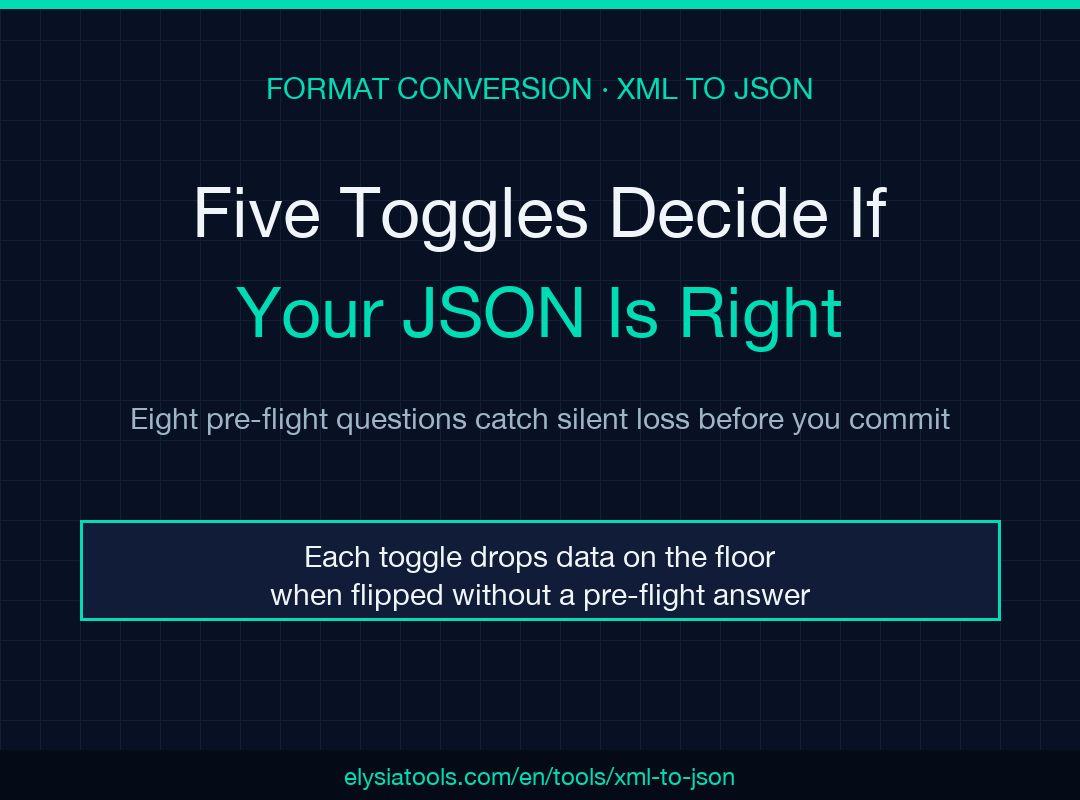 FORMAT CONVERSION · XML TO JSON
Five Toggles Decide If
Your JSON Is Right
Eight pre-flight questions catch silent loss before you commit
Each toggle drops data on the floor
when flipped without a pre-flight answer
elysiatools.com/en/tools/xml-to-json